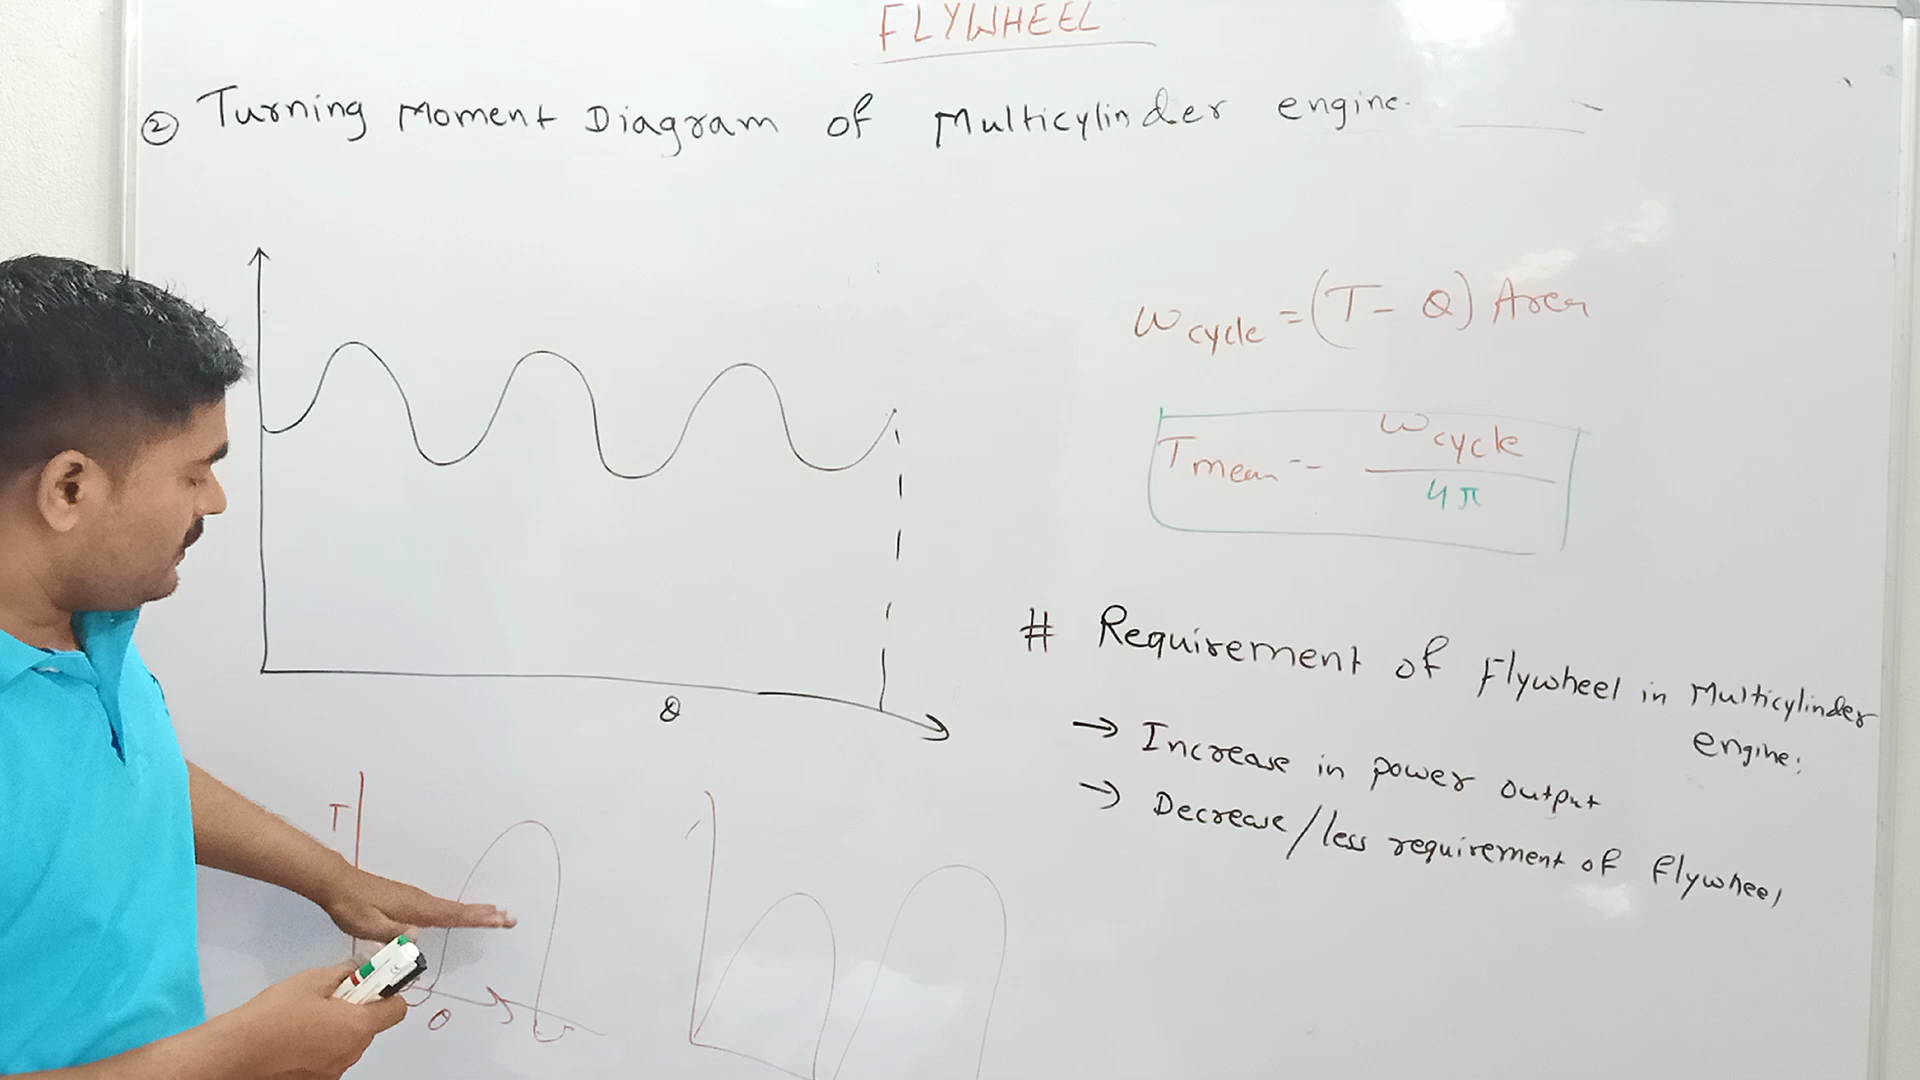 FLYWHEEL
② Turning Moment Diagram of Multicylinder engine.
θ
W cycle = (T - θ) Area
T mean = W cycle / 4π
# Requirement of Flywheel in Multicylinder
engine:
→ Increase in power output
→ Decrease/less requirement of flywheel
T
θ